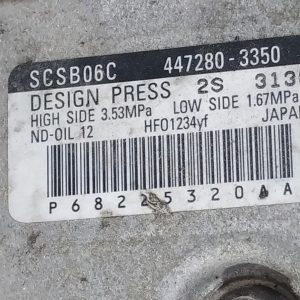 SCSB06C 447280-3350
DESIGN PRESS 2S 313
HIGH SIDE 3.53MPa LOW SIDE 1.67MPa
ND-OIL 12 HFO1234yf JAPAN
P68225320AA